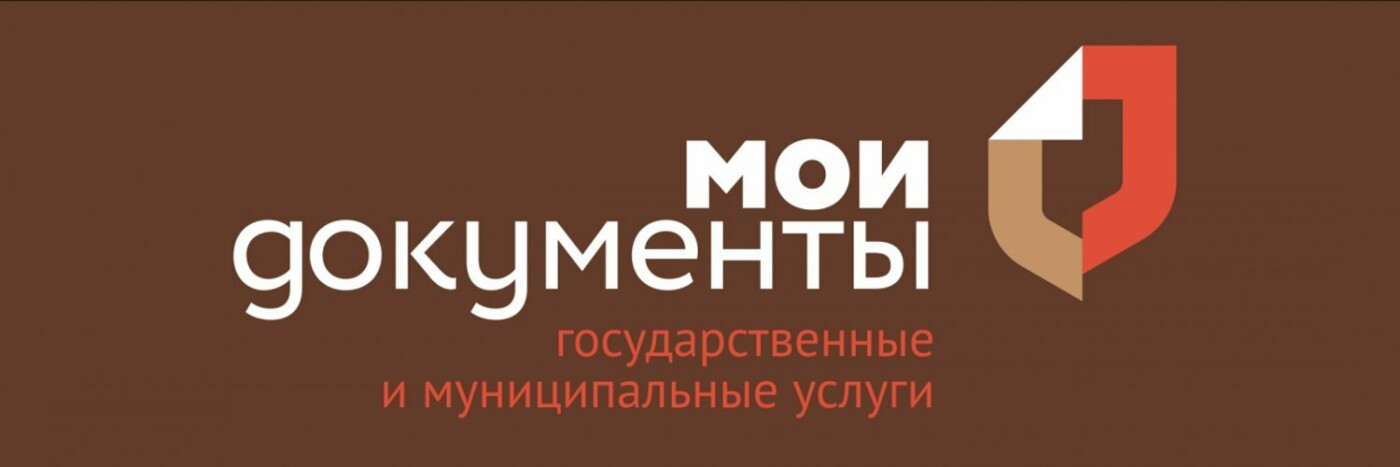 мои
документы
государственные
и муниципальные услуги